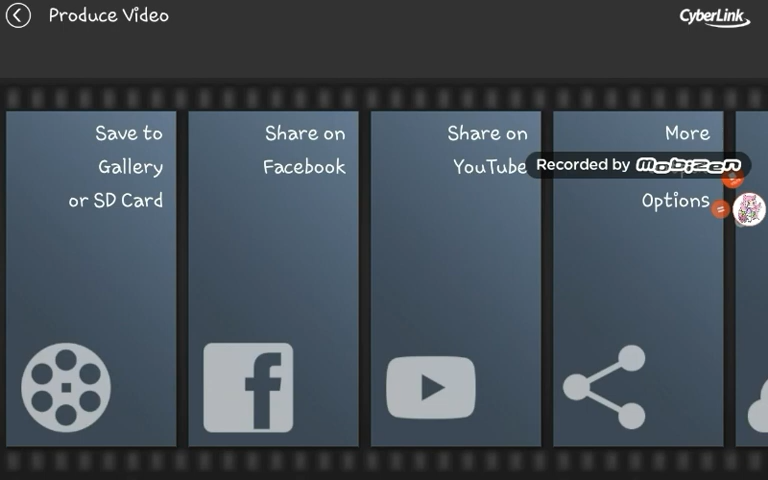 Produce Video
CyberLink
Save to
Gallery
or SD Card
Share on
Facebook
Share on
YouTube
More
Options
Recorded by mobizen